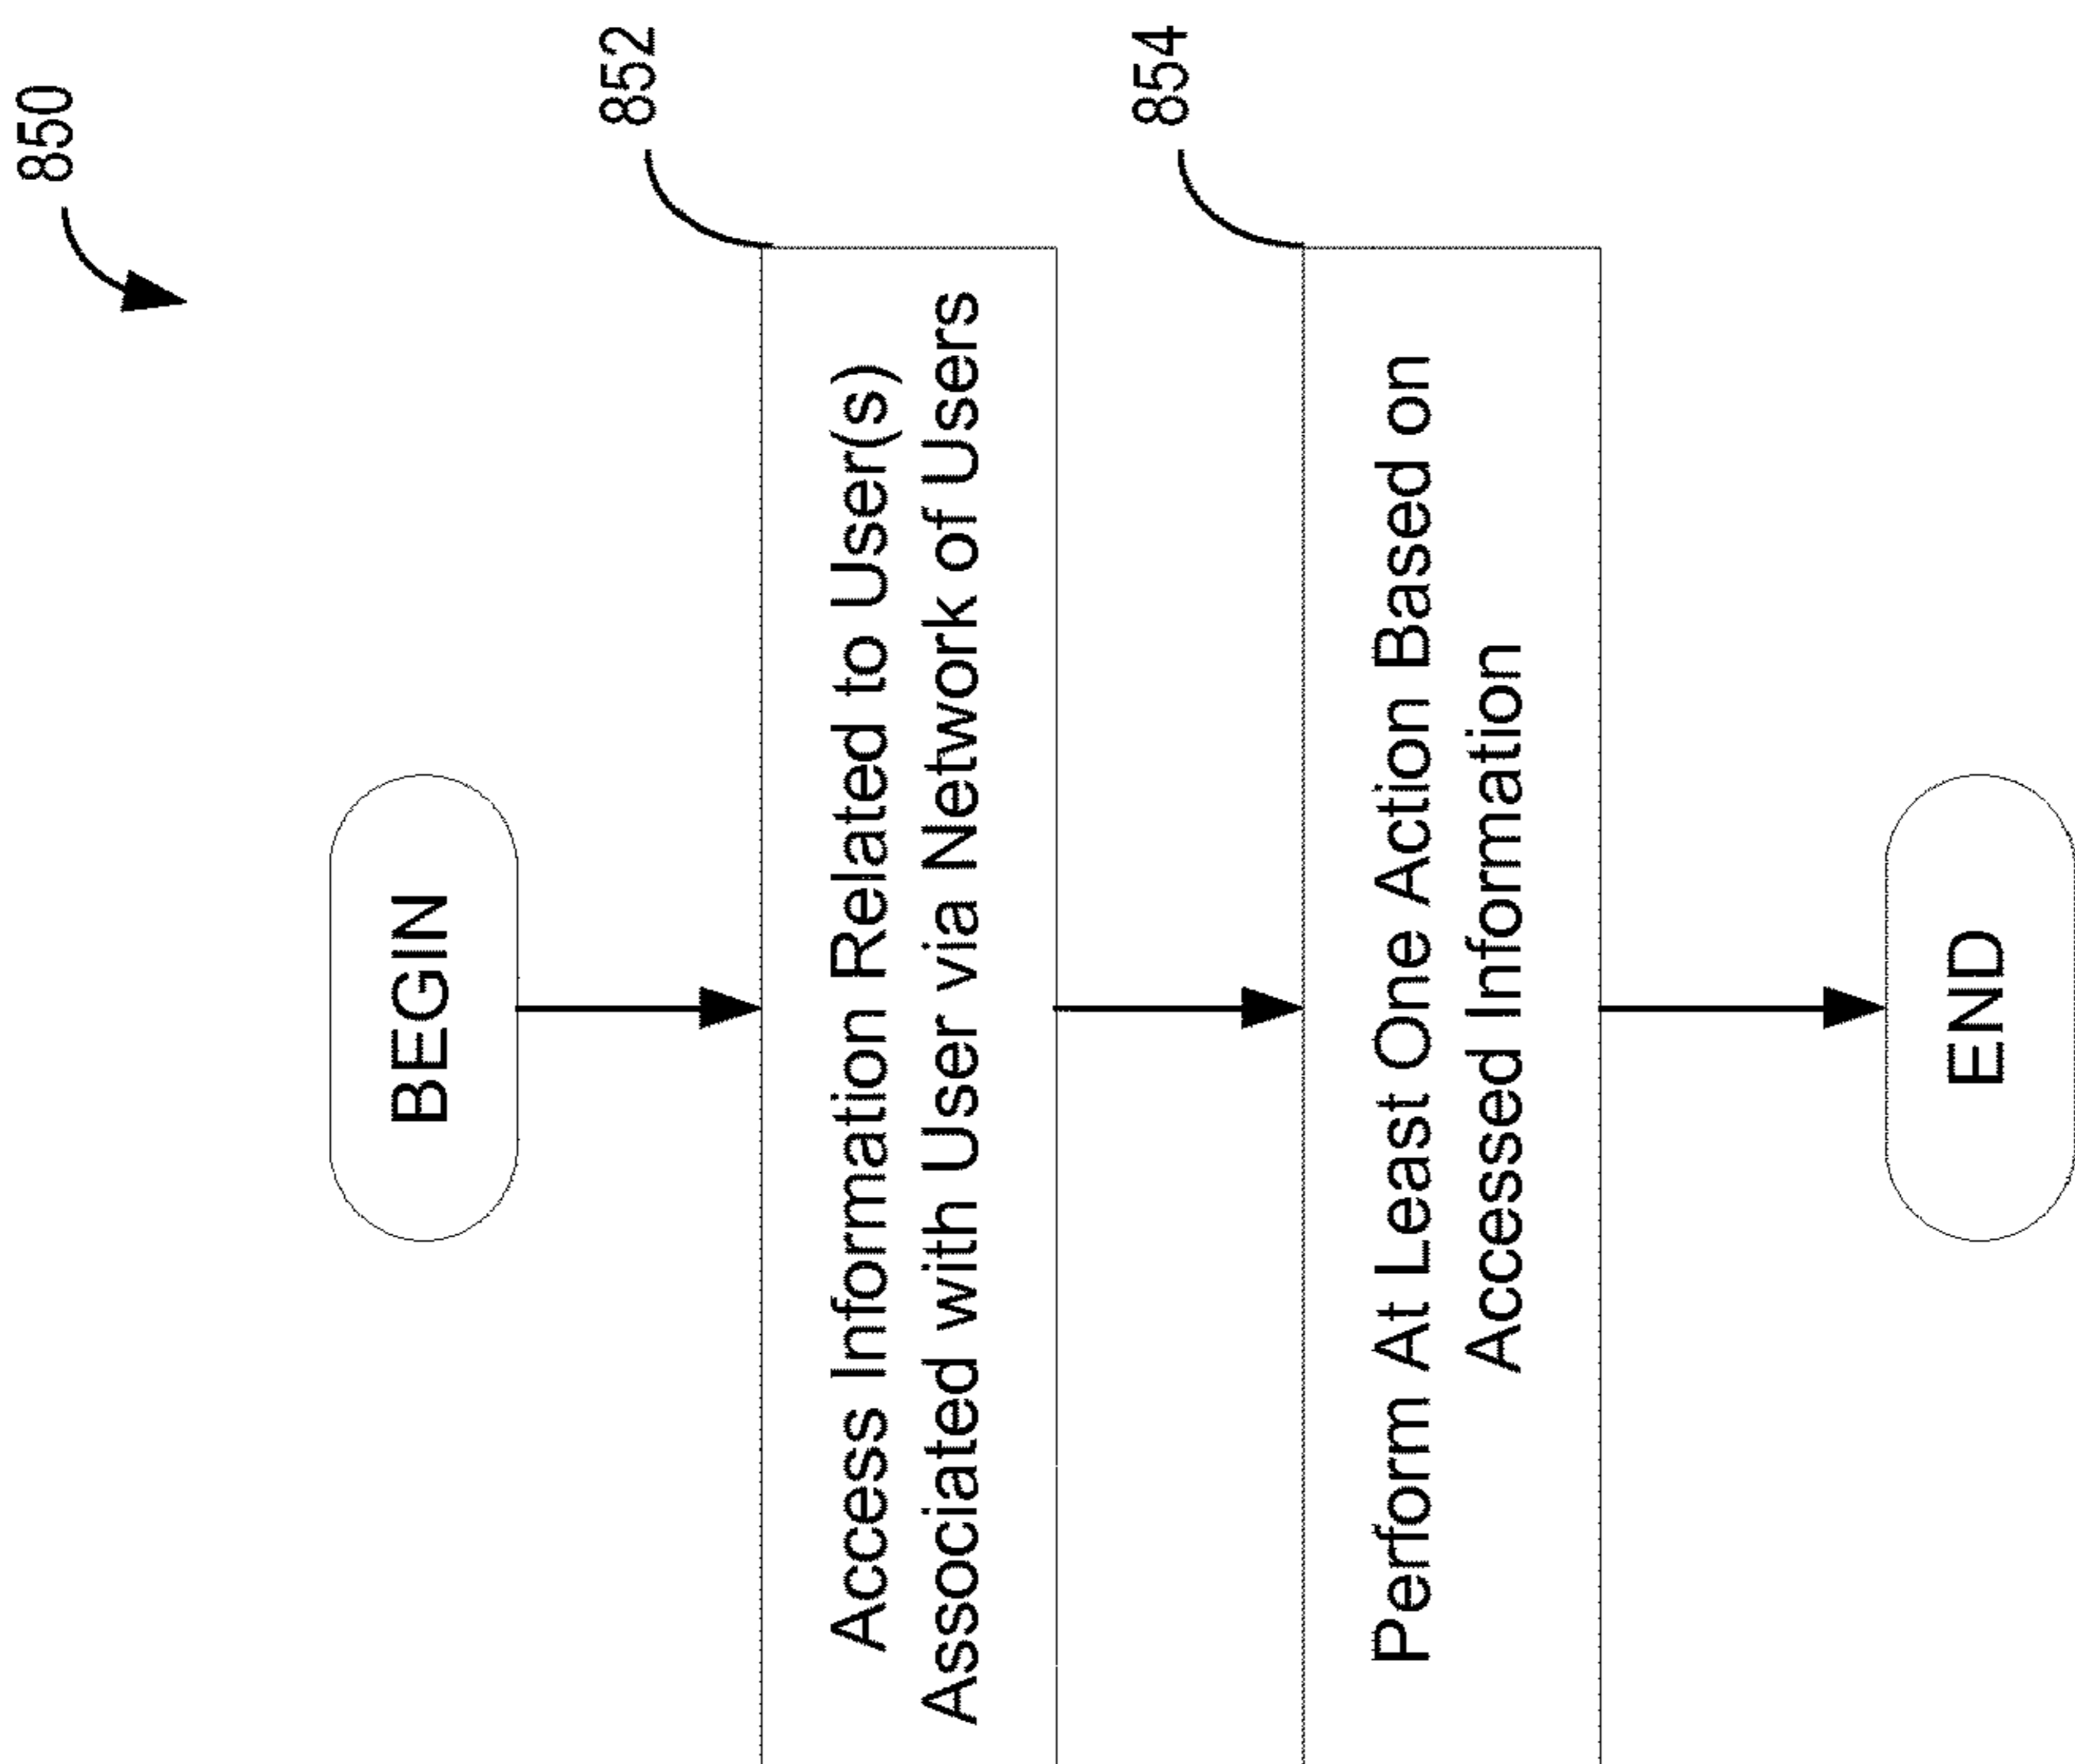 850
BEGIN
852
Access Information Related to User(s)
Associated with User via Network of Users
854
Perform At Least One Action Based on
Accessed Information
END